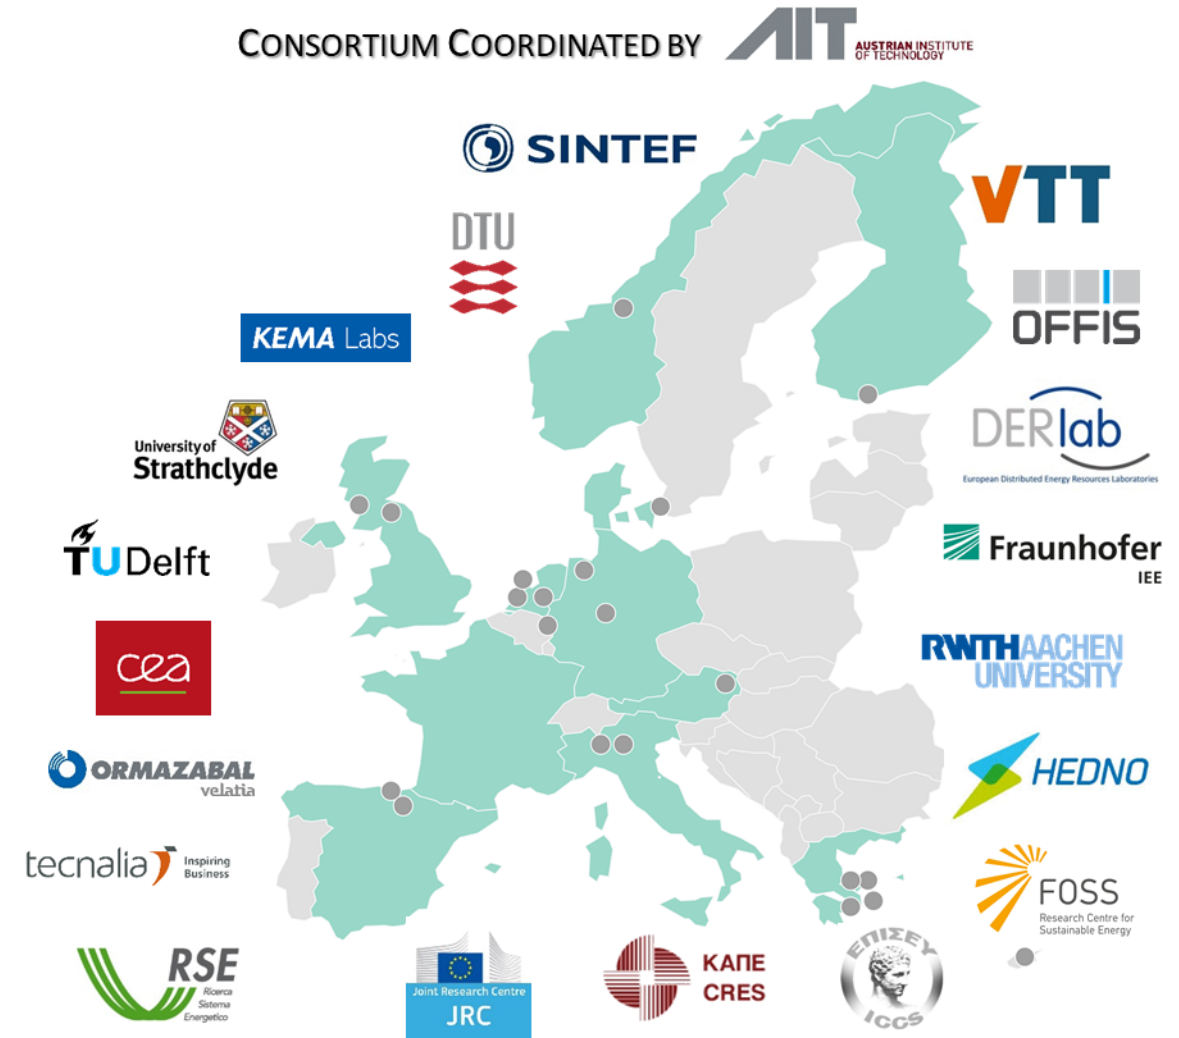 CONSORTIUM COORDINATED BY
AIT
AUSTRIAN INSTITUTE
OF TECHNOLOGY
SINTEF
VTT
DTU
OFFIS
KEMA Labs
DERlab
European Distributed Energy Resources Laboratories
University of
Strathclyde
TU Delft
Fraunhofer
IEE
cea
RWTH AACHEN
UNIVERSITY
ORMAZABAL
velatia
HEDNO
tecnalia
Inspiring
Business
FOSS
Research Centre for
Sustainable Energy
RSE
Ricerca
Sistema
Energetico
Joint Research Centre
JRC
ΚΑΠΕ
CRES
ΕΠΙΣΕΥ
ICCS